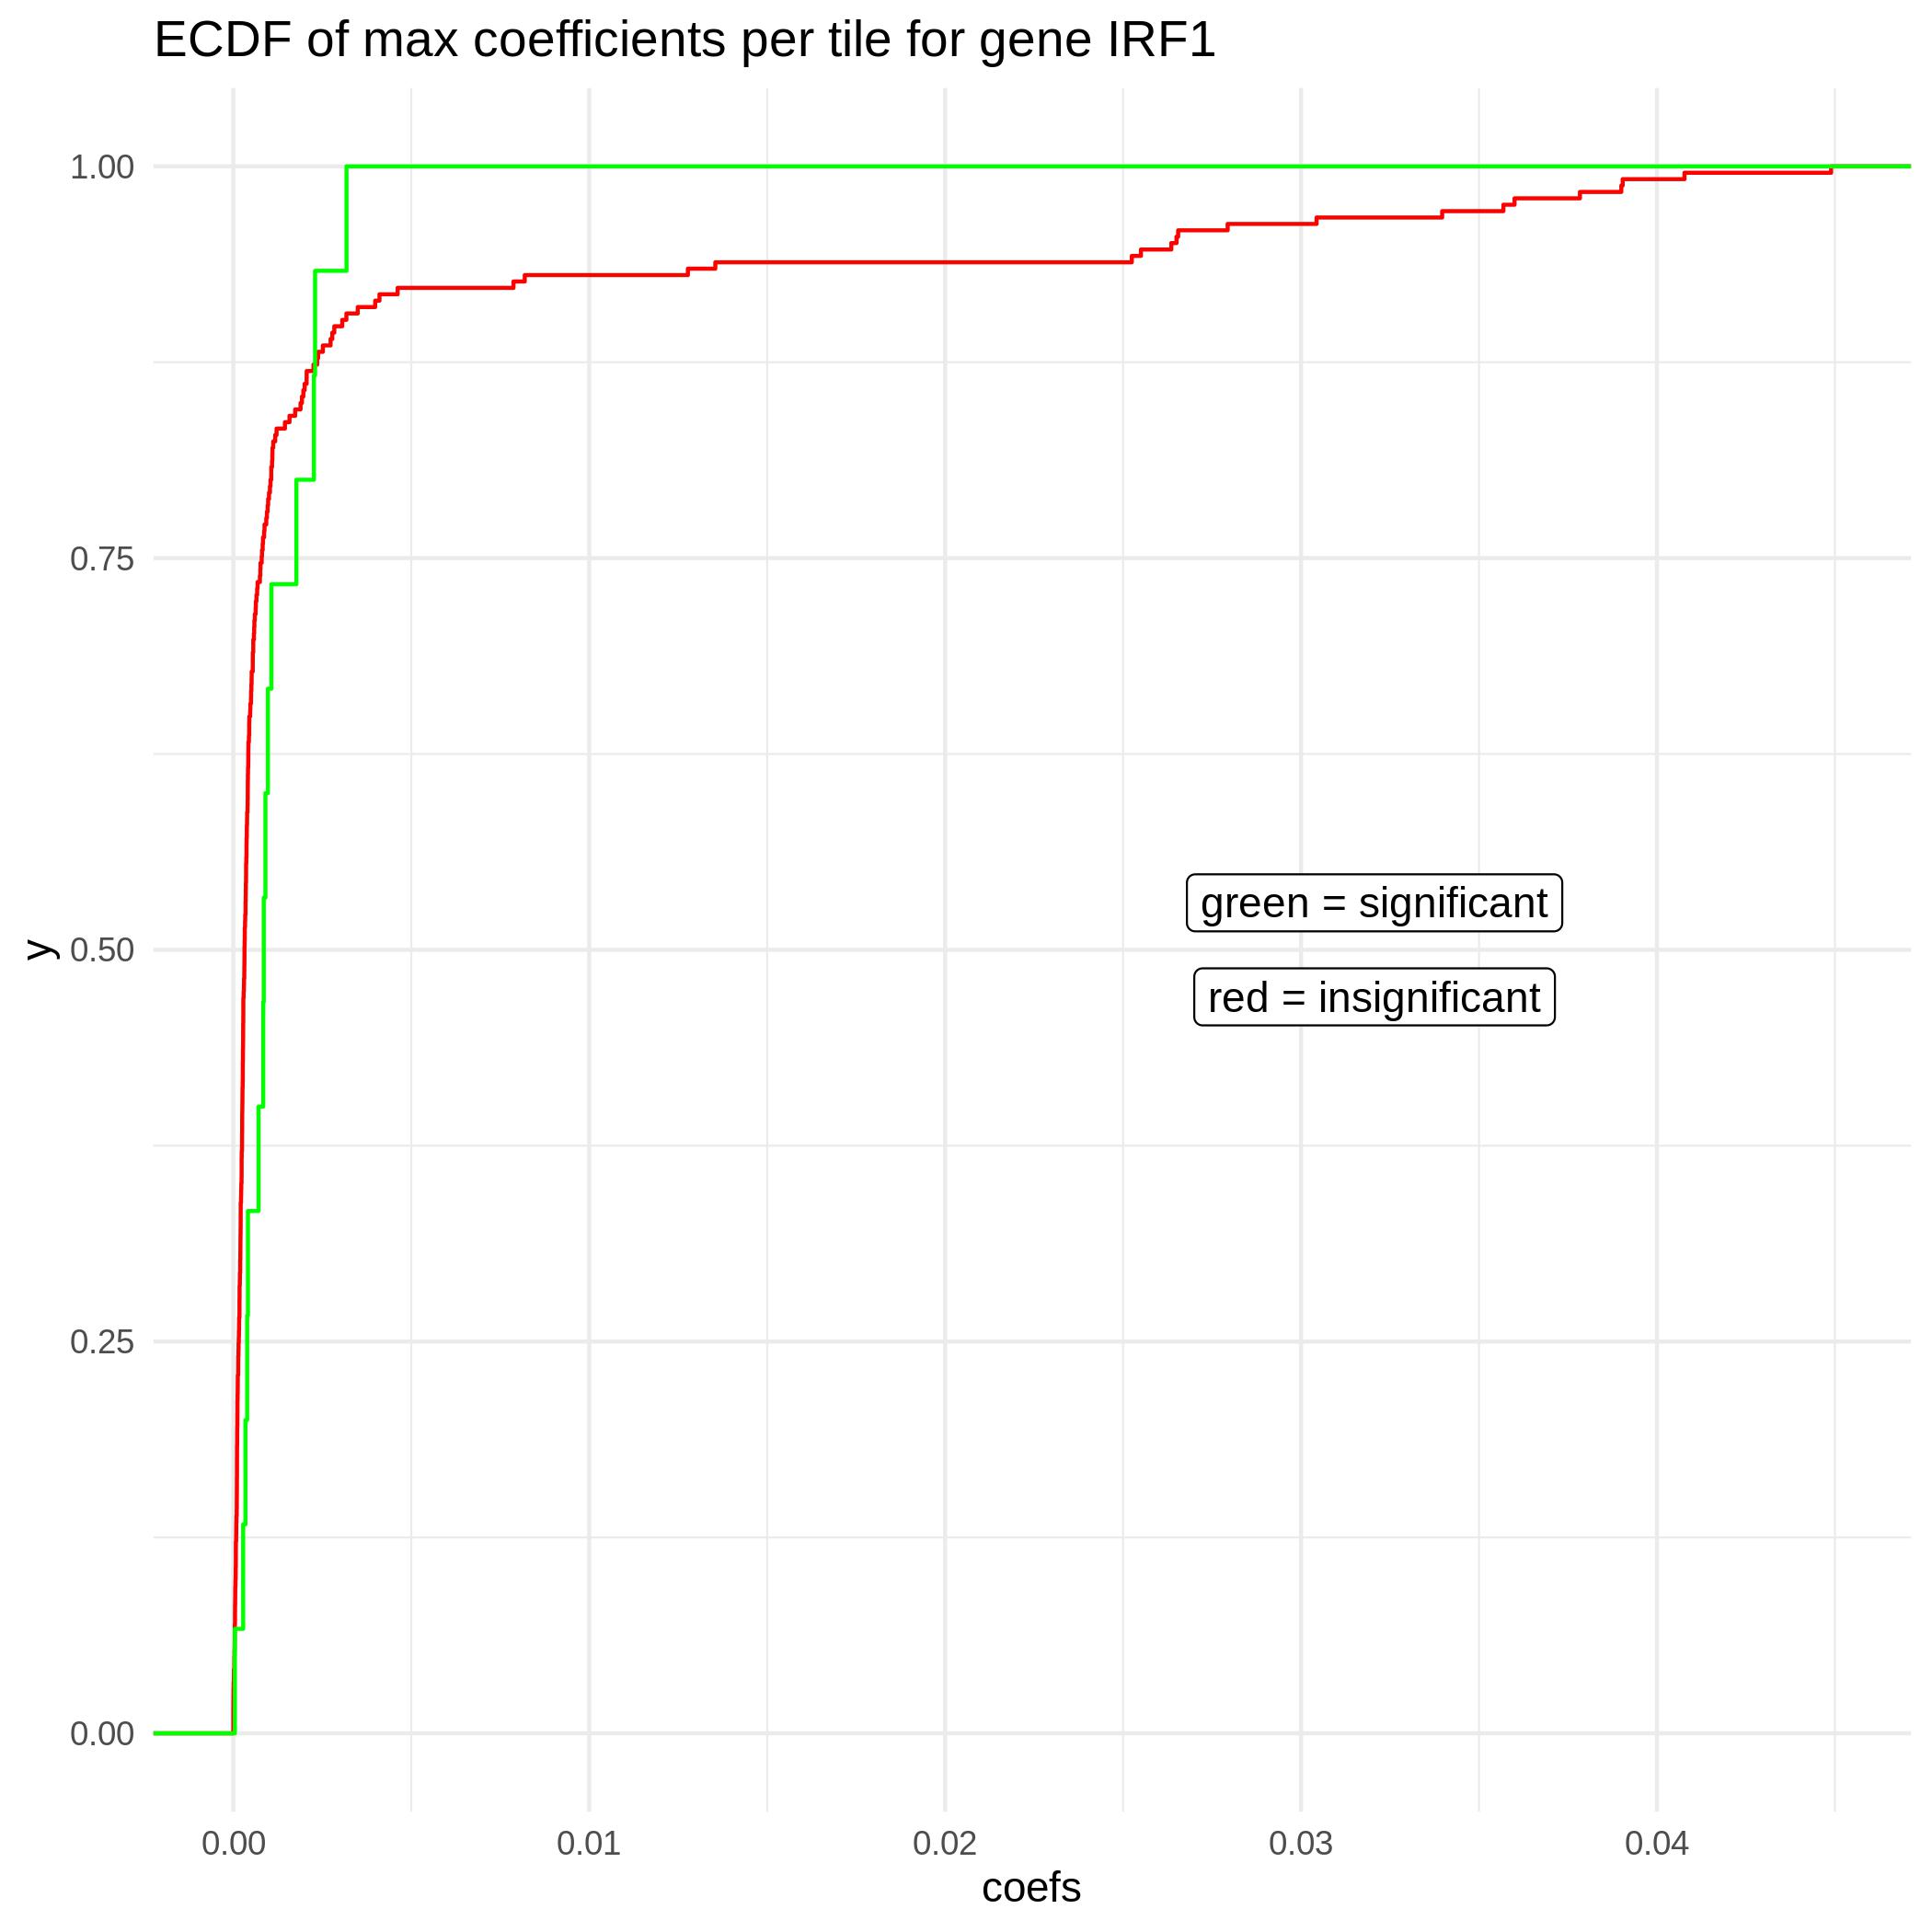 ECDF of max coefficients per tile for gene IRF1
1.00
0.75
0.50
0.25
0.00
y
green = significant
red = insignificant
0.00
0.01
0.02
0.03
0.04
coefs